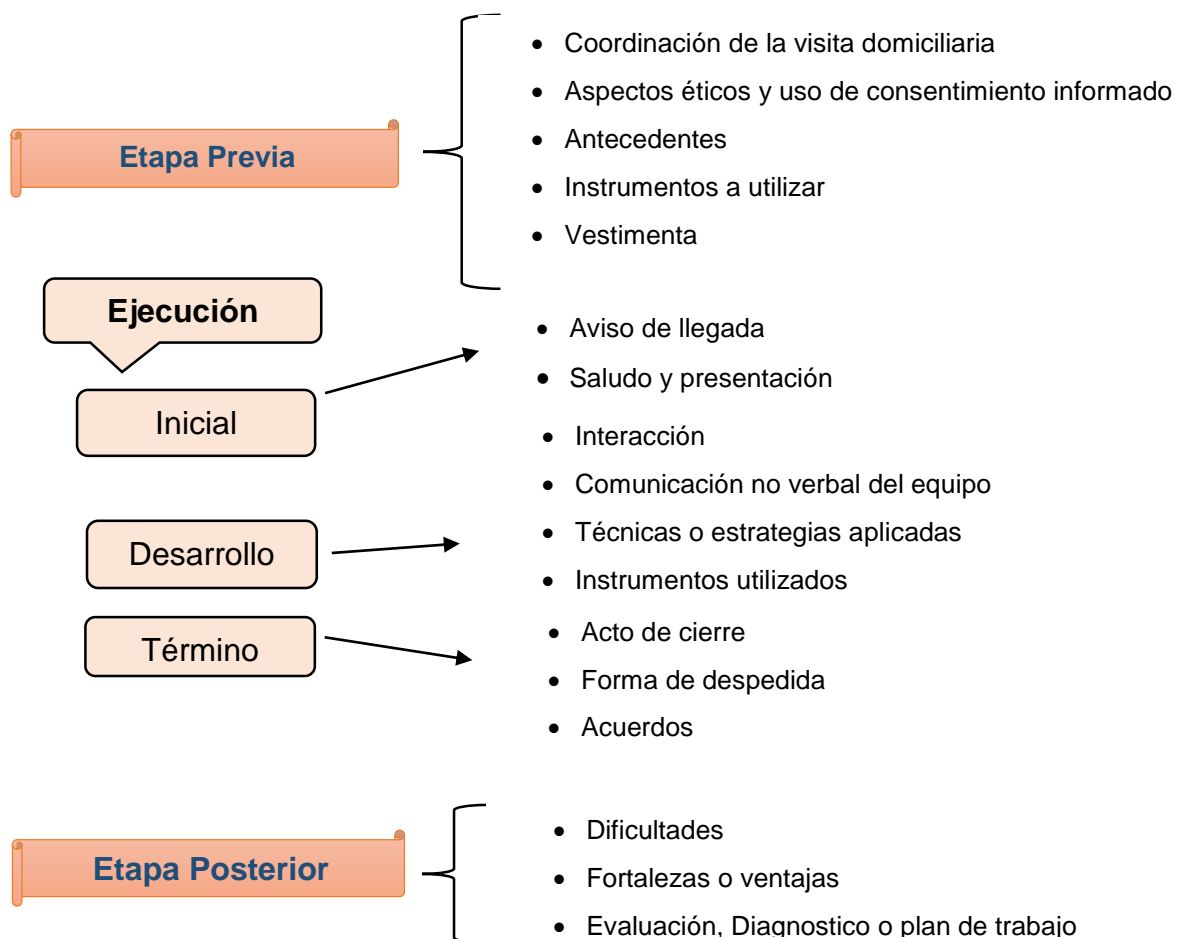 Etapa Previa
Coordinación de la visita domiciliaria
Aspectos éticos y uso de consentimiento informado
Antecedentes
Instrumentos a utilizar
Vestimenta
Ejecución
Inicial
Aviso de llegada
Saludo y presentación
Desarrollo
Interacción
Comunicación no verbal del equipo
Técnicas o estrategias aplicadas
Instrumentos utilizados
Término
Acto de cierre
Forma de despedida
Acuerdos
Etapa Posterior
Dificultades
Fortalezas o ventajas
Evaluación, Diagnostico o plan de trabajo